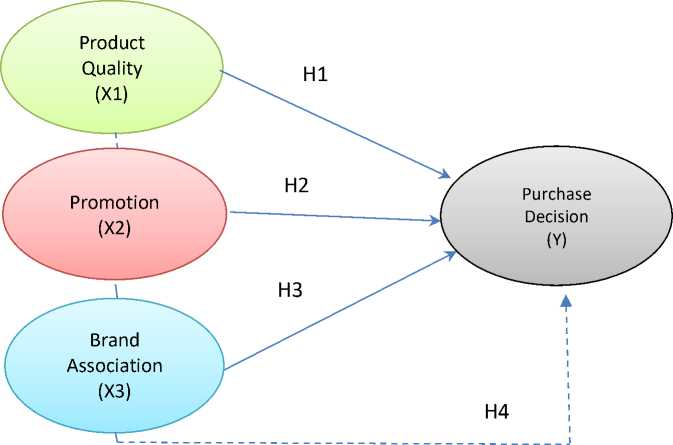 Product
Quality
(X1)
H1
Promotion
(X2)
H2
Purchase
Decision
(Y)
H3
Brand
Association
(X3)
H4